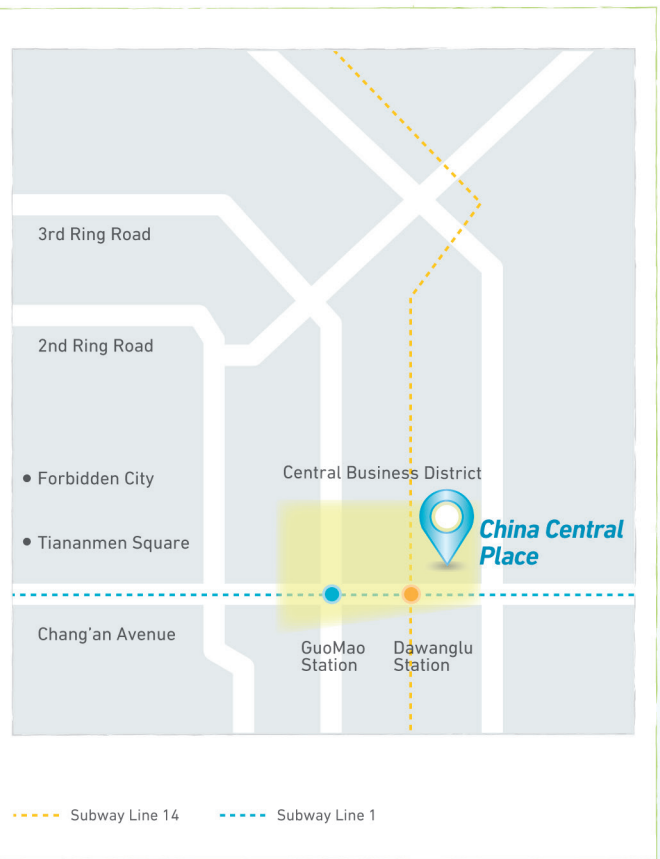 3rd Ring Road
2nd Ring Road
• Forbidden City
Central Business District
China Central
Place
• Tiananmen Square
Chang'an Avenue
GuoMao
Station
Dawanglu
Station
Subway Line 14
Subway Line 1